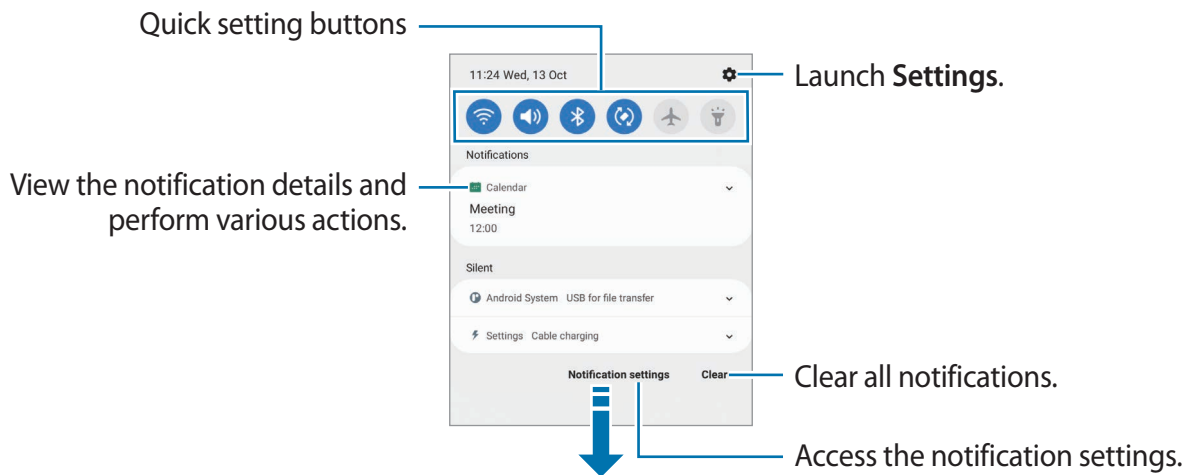 Quick setting buttons
11:24 Wed, 13 Oct
Launch Settings.
Notifications
View the notification details and
perform various actions.
Calendar
Meeting
12:00
Silent
Android System USB for file transfer
Settings Cable charging
Notification settings Clear
Clear all notifications.
Access the notification settings.